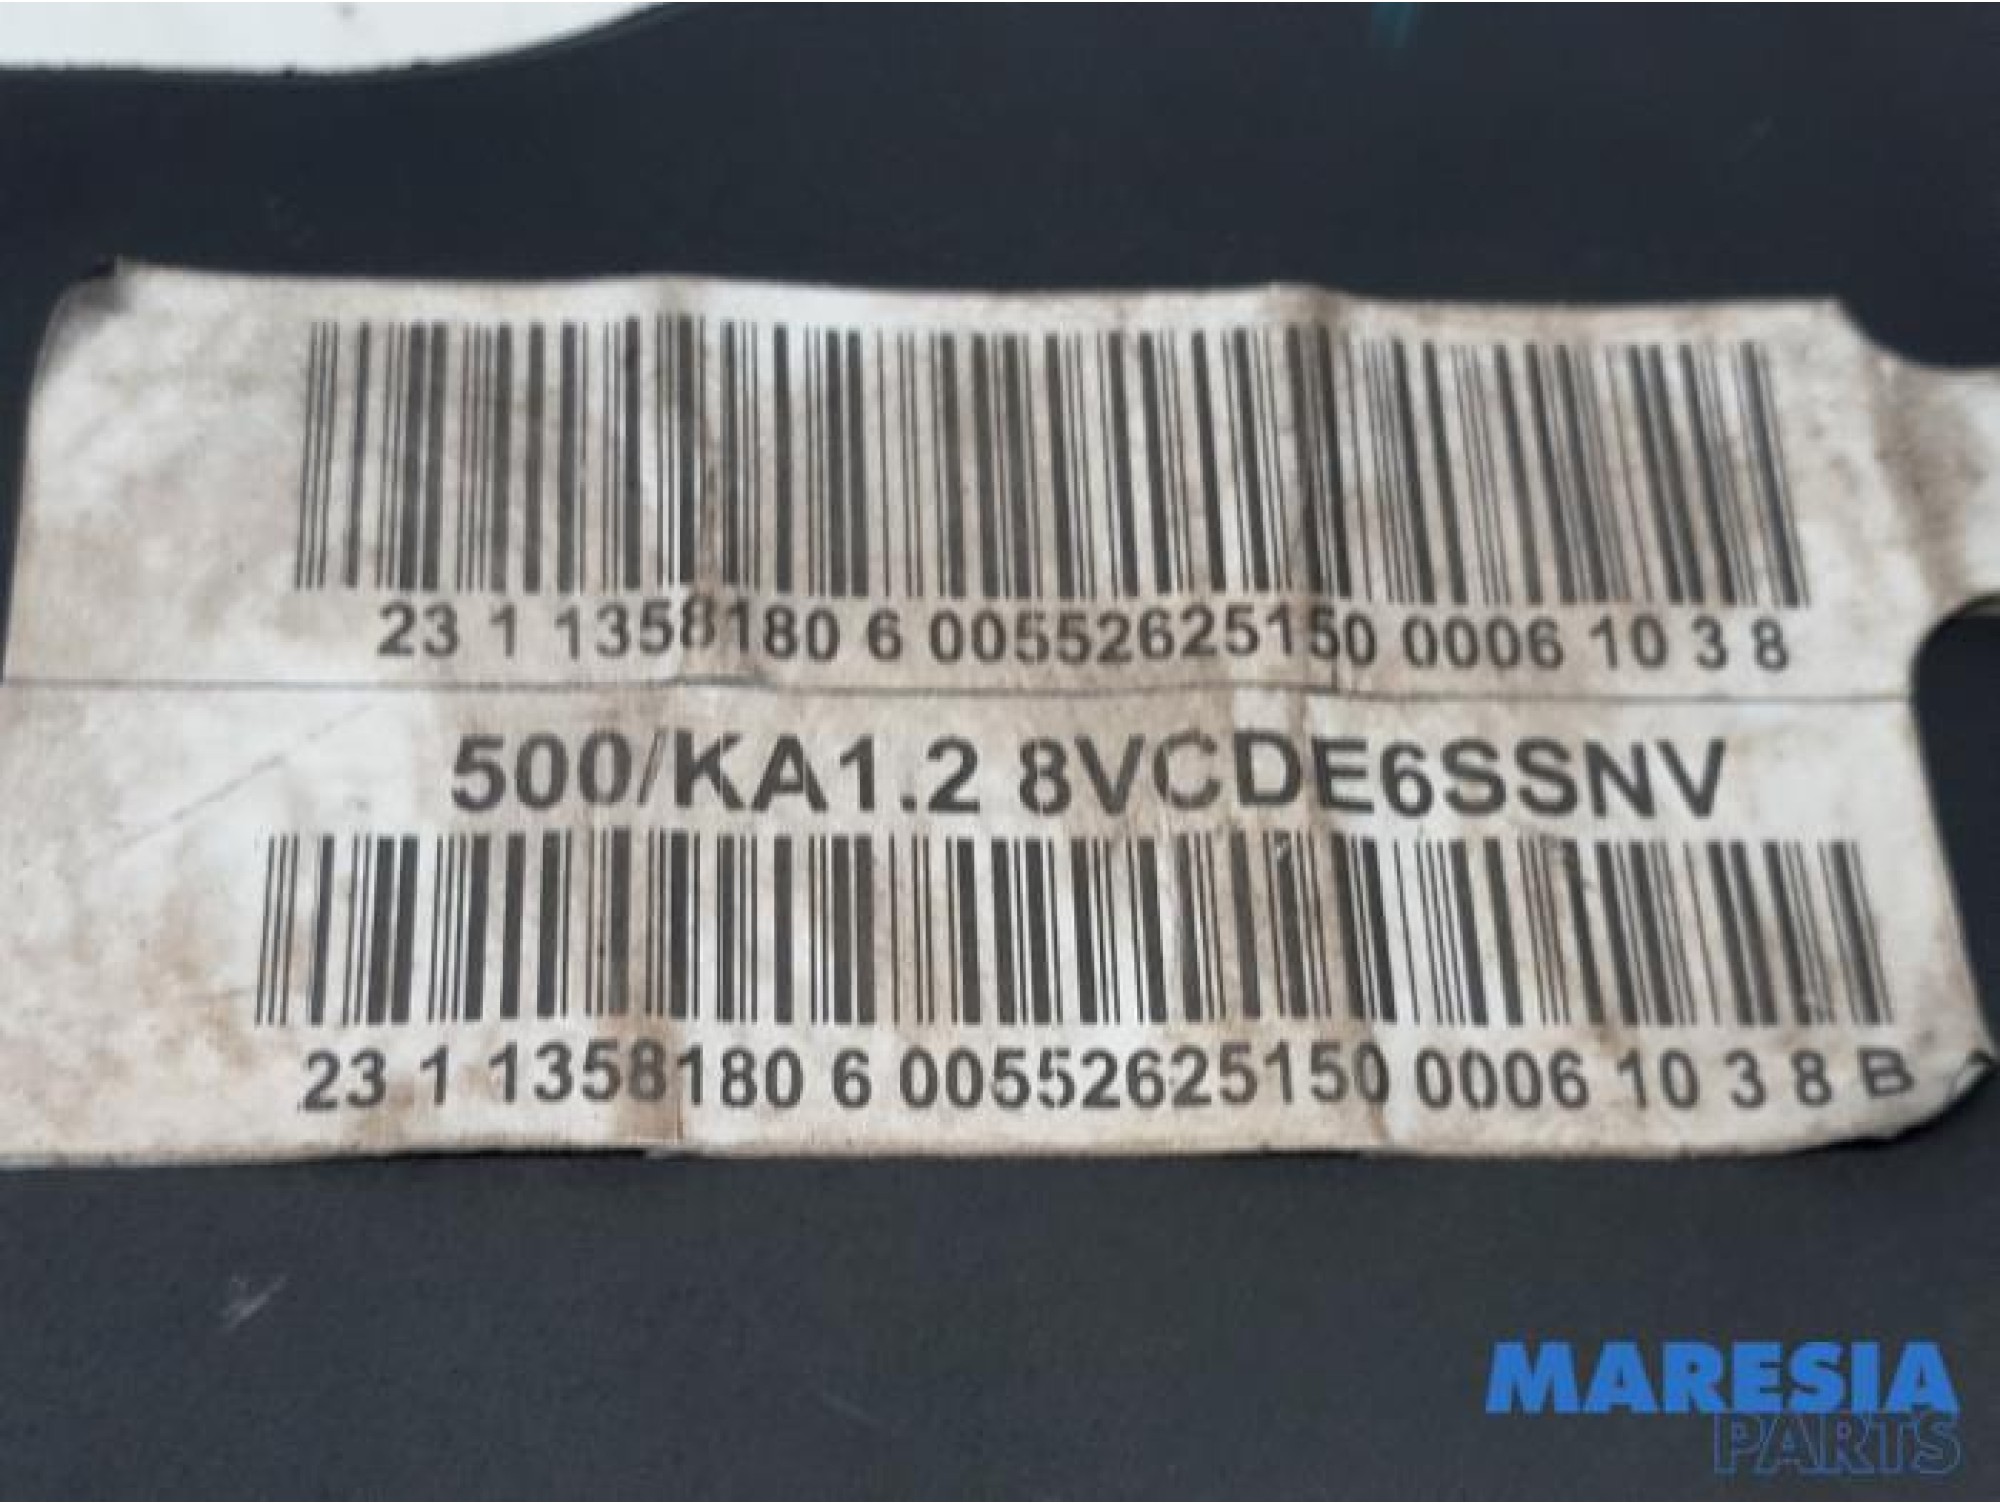 23 1 1358180 6 00552625150 0006 10 3 8
500/KA1.2 8VCDE6SSNV
23 1 1358180 6 00552625150 0006 10 3 8 B
MARESIA
PARTS